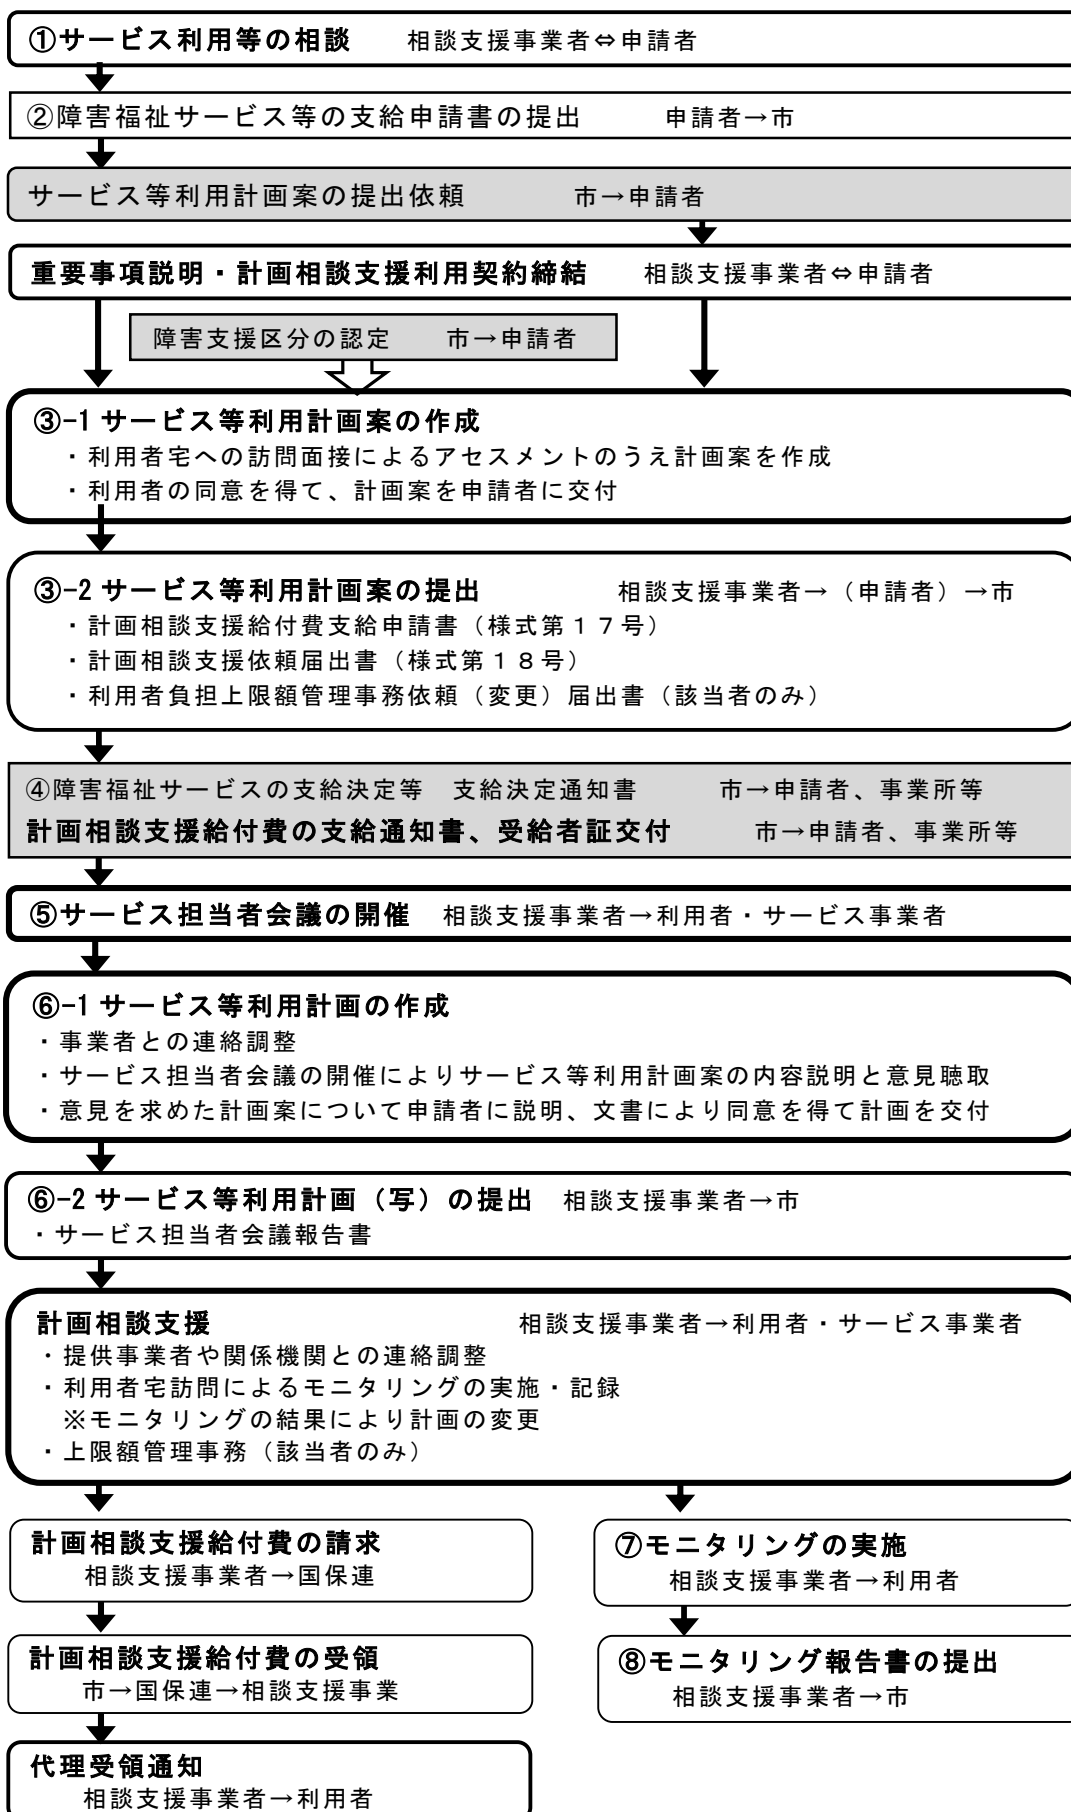 ①サービス利用等の相談　　相談支援事業者⇔申請者
②障害福祉サービス等の支給申請書の提出　　　申請者→市
サービス等利用計画案の提出依頼　　　　市→申請者
重要事項説明・計画相談支援利用契約締結　　相談支援事業者⇔申請者
障害支援区分の認定　　市→申請者
③-1 サービス等利用計画案の作成
・利用者宅への訪問面接によるアセスメントのうえ計画案を作成
・利用者の同意を得て、計画案を申請者に交付
③-2 サービス等利用計画案の提出　　　　　相談支援事業者→（申請者）→市
・計画相談支援給付費支給申請書（様式第１７号）
・計画相談支援依頼届出書（様式第１８号）
・利用者負担上限額管理事務依頼（変更）届出書（該当者のみ）
④障害福祉サービスの支給決定等　支給決定通知書　　　市→申請者、事業所等
計画相談支援給付費の支給通知書、受給者証交付　　　市→申請者、事業所等
⑤サービス担当者会議の開催　相談支援事業者→利用者・サービス事業者
⑥-1 サービス等利用計画の作成
・事業者との連絡調整
・サービス担当者会議の開催によりサービス等利用計画案の内容説明と意見聴取
・意見を求めた計画案について申請者に説明、文書により同意を得て計画を交付
⑥-2 サービス等利用計画（写）の提出　相談支援事業者→市
・サービス担当者会議報告書
計画相談支援　　　　　　　　　　　相談支援事業者→利用者・サービス事業者
・提供事業者や関係機関との連絡調整
・利用者宅訪問によるモニタリングの実施・記録
※モニタリングの結果により計画の変更
・上限額管理事務（該当者のみ）
計画相談支援給付費の請求
相談支援事業者→国保連
計画相談支援給付費の受領
市→国保連→相談支援事業
代理受領通知
相談支援事業者→利用者
⑦モニタリングの実施
相談支援事業者→利用者
⑧モニタリング報告書の提出
相談支援事業者→市